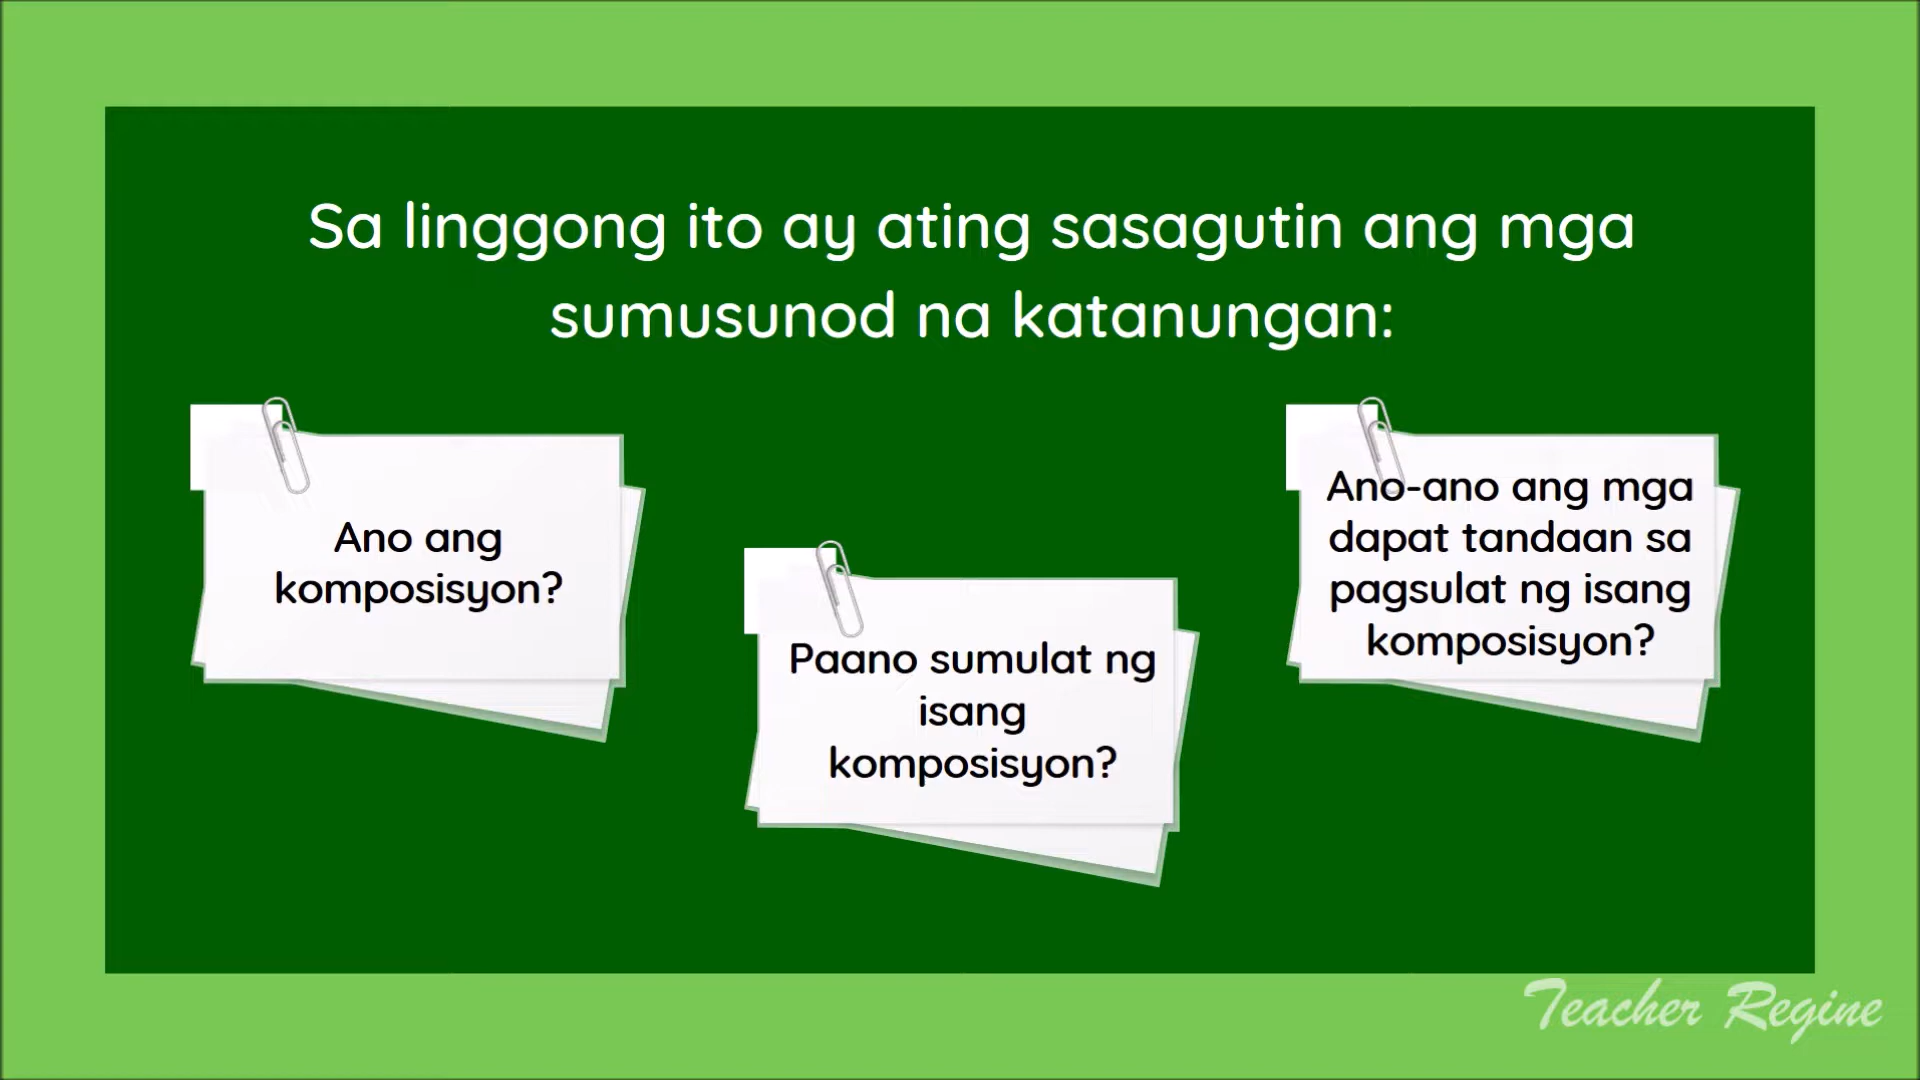 Sa linggong ito ay ating sasagutin ang mga
sumusunod na katanungan:
Ano ang
komposisyon?
Paano sumulat ng
isang
komposisyon?
Ano-ano ang mga
dapat tandaan sa
pagsulat ng isang
komposisyon?
Teacher Regine